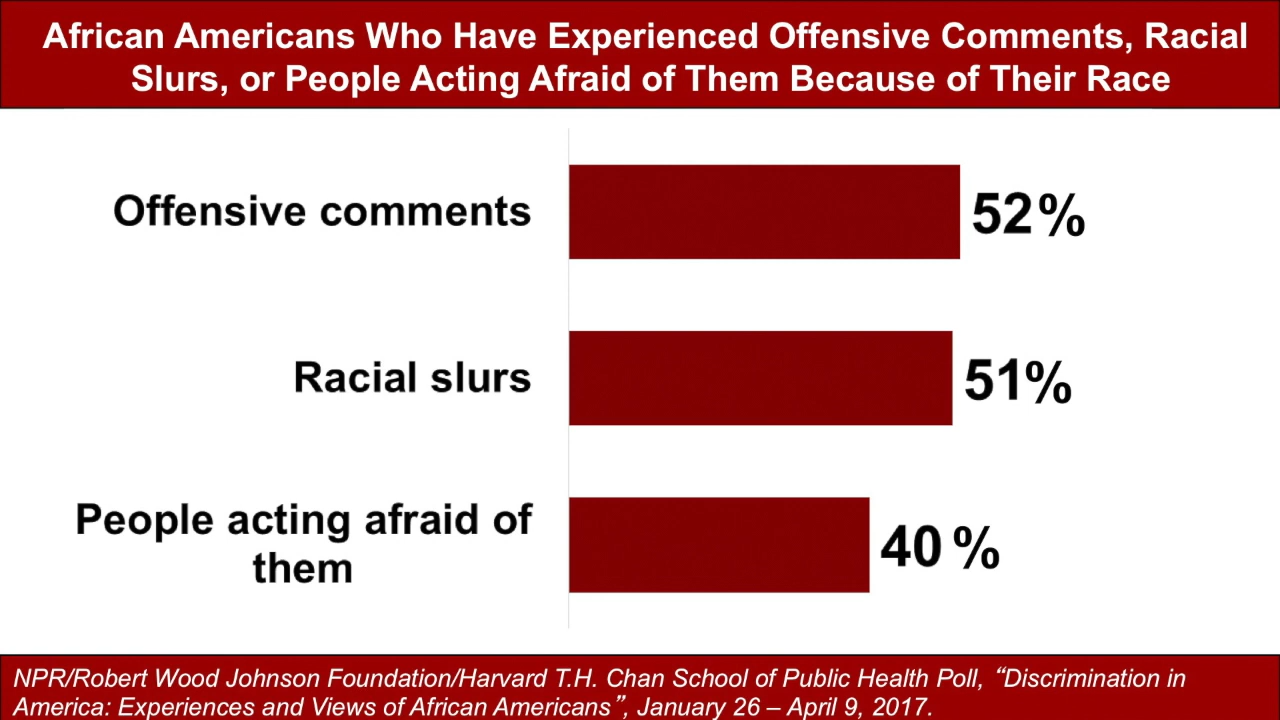 African Americans Who Have Experienced Offensive Comments, Racial
Slurs, or People Acting Afraid of Them Because of Their Race
Offensive comments
52%
Racial slurs
51%
People acting afraid of
them
40 %
NPR/Robert Wood Johnson Foundation/Harvard T.H. Chan School of Public Health Poll, “Discrimination in
America: Experiences and Views of African Americans”, January 26 – April 9, 2017.